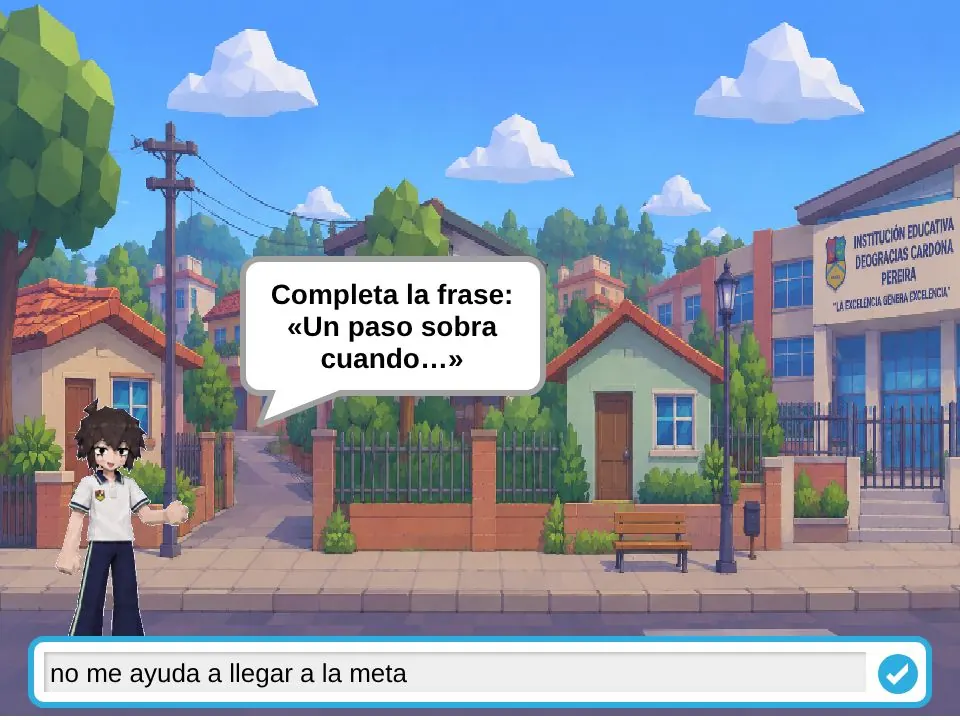 INSTITUCIÓN EDUCATIVA
DEOGRACIAS CARDONA
PEREIRA
"LA EXCELENCIA GENERA EXCELENCIA"
Completa la frase:
«Un paso sobra
cuando…»
no me ayuda a llegar a la meta